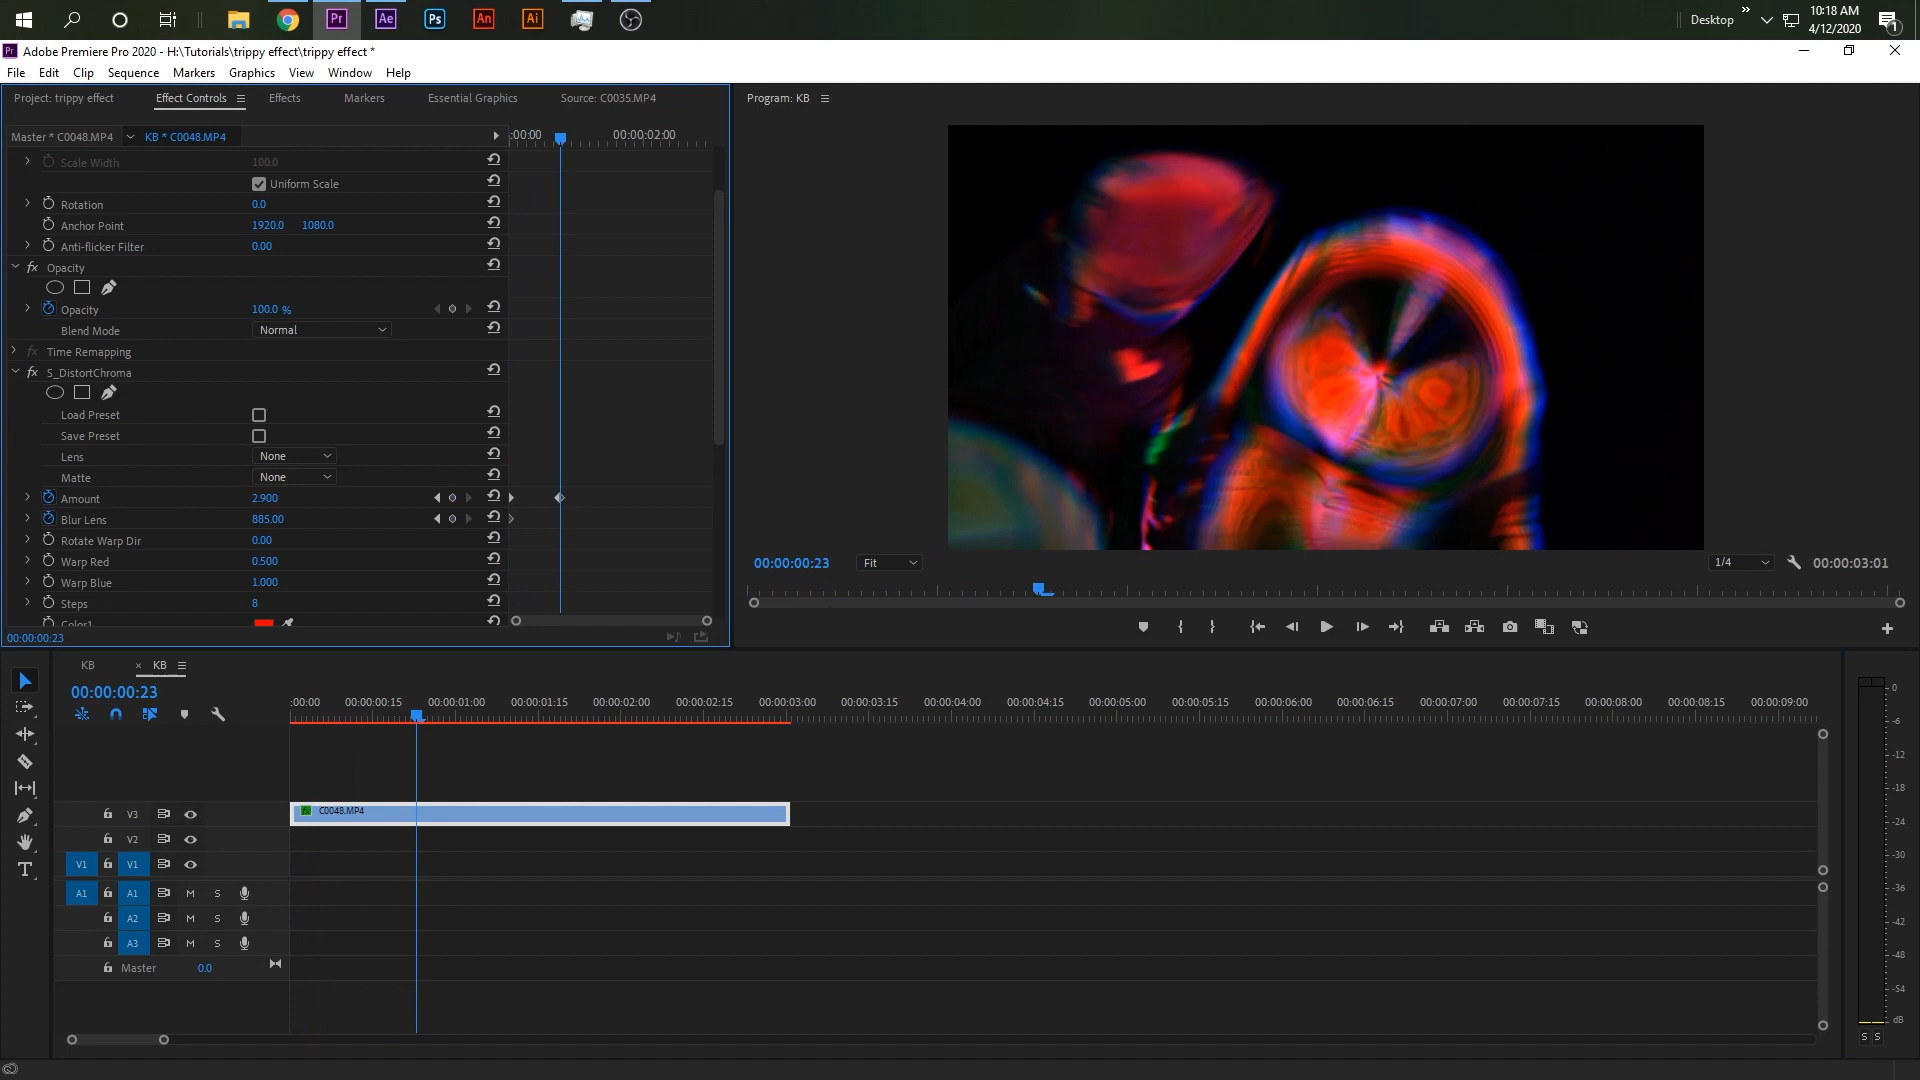 Pr
Ae
Ps
An
Ai
Desktop
10:18 AM
4/12/2020
1
Pr Adobe Premiere Pro 2020 - H:\Tutorials\trippy effect\trippy effect *
File Edit Clip Sequence Markers Graphics View Window Help
Project: trippy effect Effect Controls Effects Markers Essential Graphics Source: C0035.MP4
Program: KB
Master * C0048.MP4 KB * C0048.MP4 :00:00 00:00:02:00
Scale Width 100.0
Uniform Scale
Rotation 0.0
Anchor Point 1920.0 1080.0
Anti-flicker Filter 0.00
fx Opacity
Opacity 100.0 %
Blend Mode Normal
fx Time Remapping
fx S_DistortChroma
Load Preset
Save Preset
Lens None
Matte None
Amount 2.900
Blur Lens 885.00
Rotate Warp Dir 0.00
Warp Red 0.500
Warp Blue 1.000
Steps 8
Color1
00:00:00:23
00:00:00:23 Fit 1/4 00:00:03:01
KB × KB
00:00:00:23
:00:00 00:00:00:15 00:00:01:00 00:00:01:15 00:00:02:00 00:00:02:15 00:00:03:00 00:00:03:15 00:00:04:00 00:00:04:15 00:00:05:00 00:00:05:15 00:00:06:00 00:00:06:15 00:00:07:00 00:00:07:15 00:00:08:00 00:00:08:15 00:00:09:00
V3 fx C0048.MP4
V2
V1 V1
A1 A1 M S
A2 M S
A3 M S
Master 0.0
T
0
-6
-12
-18
-24
-30
-36
-42
-48
-54
dB
S S